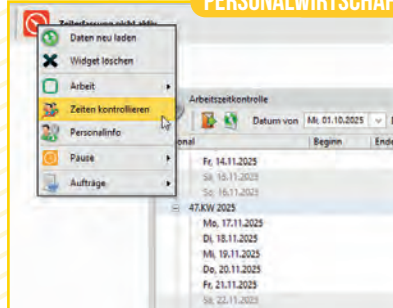 PERSONALWIRTSCHAF
Zeiterfassung nicht aktiv
Daten neu laden
Widget löschen
Arbeit
Zeiten kontrollieren
Personalinfo
Pause
Aufträge
Arbeitszeitkontrolle
Datum von Mi, 01.10.2025
onal Beginn Ende
Fr, 14.11.2025
Sa, 15.11.2025
So, 16.11.2025
47.KW 2025
Mo, 17.11.2025
Di, 18.11.2025
Mi, 19.11.2025
Do, 20.11.2025
Fr, 21.11.2025
Sa, 22.11.2025